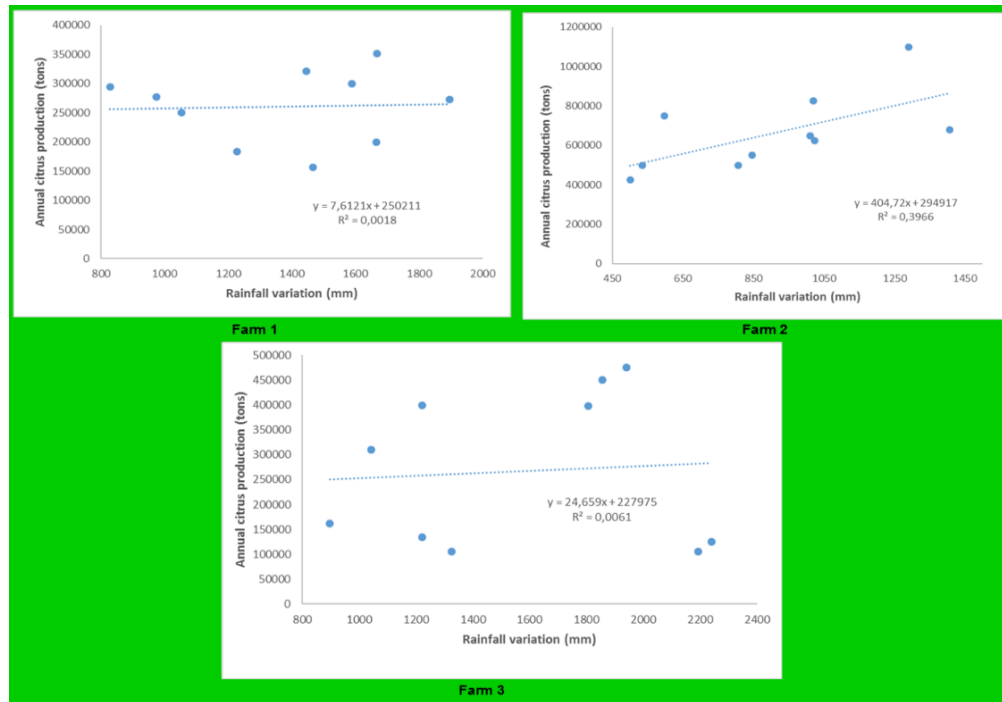 400000
350000
300000
250000
200000
150000
100000
50000
0
Annual citrus production (tons)
y = 7,6121x + 250211
R² = 0,0018
800 1000 1200 1400 1600 1800 2000
Rainfall variation (mm)
Farm 1
1200000
1000000
800000
600000
400000
200000
0
Annual citrus production (tons)
y = 404,72x + 294917
R² = 0,3966
450 650 850 1050 1250 1450
Rainfall variation (mm)
Farm 2
500000
450000
400000
350000
300000
250000
200000
150000
100000
50000
0
Annual citrus production (tons)
y = 24,659x + 227975
R² = 0,0061
800 1000 1200 1400 1600 1800 2000 2200 2400
Rainfall variation (mm)
Farm 3